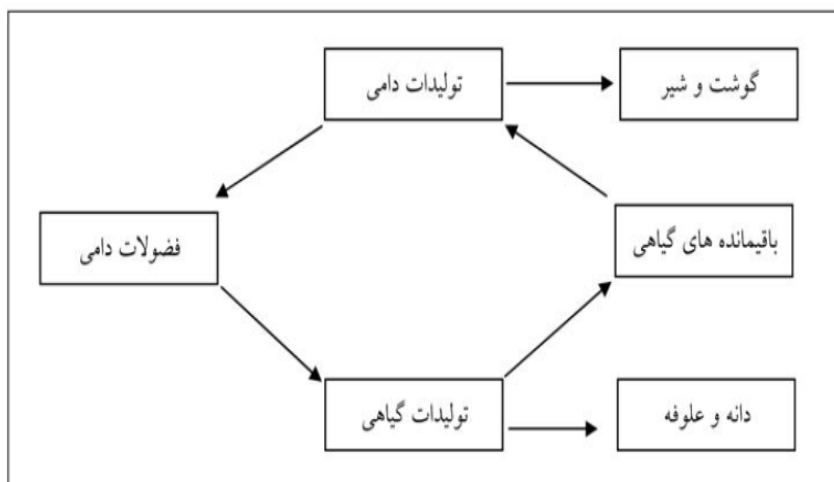 گوشت و شیر
تولیدات دامی
باقیمانده های گیاهی
فضولات دامی
دانه و علوفه
تولیدات گیاهی